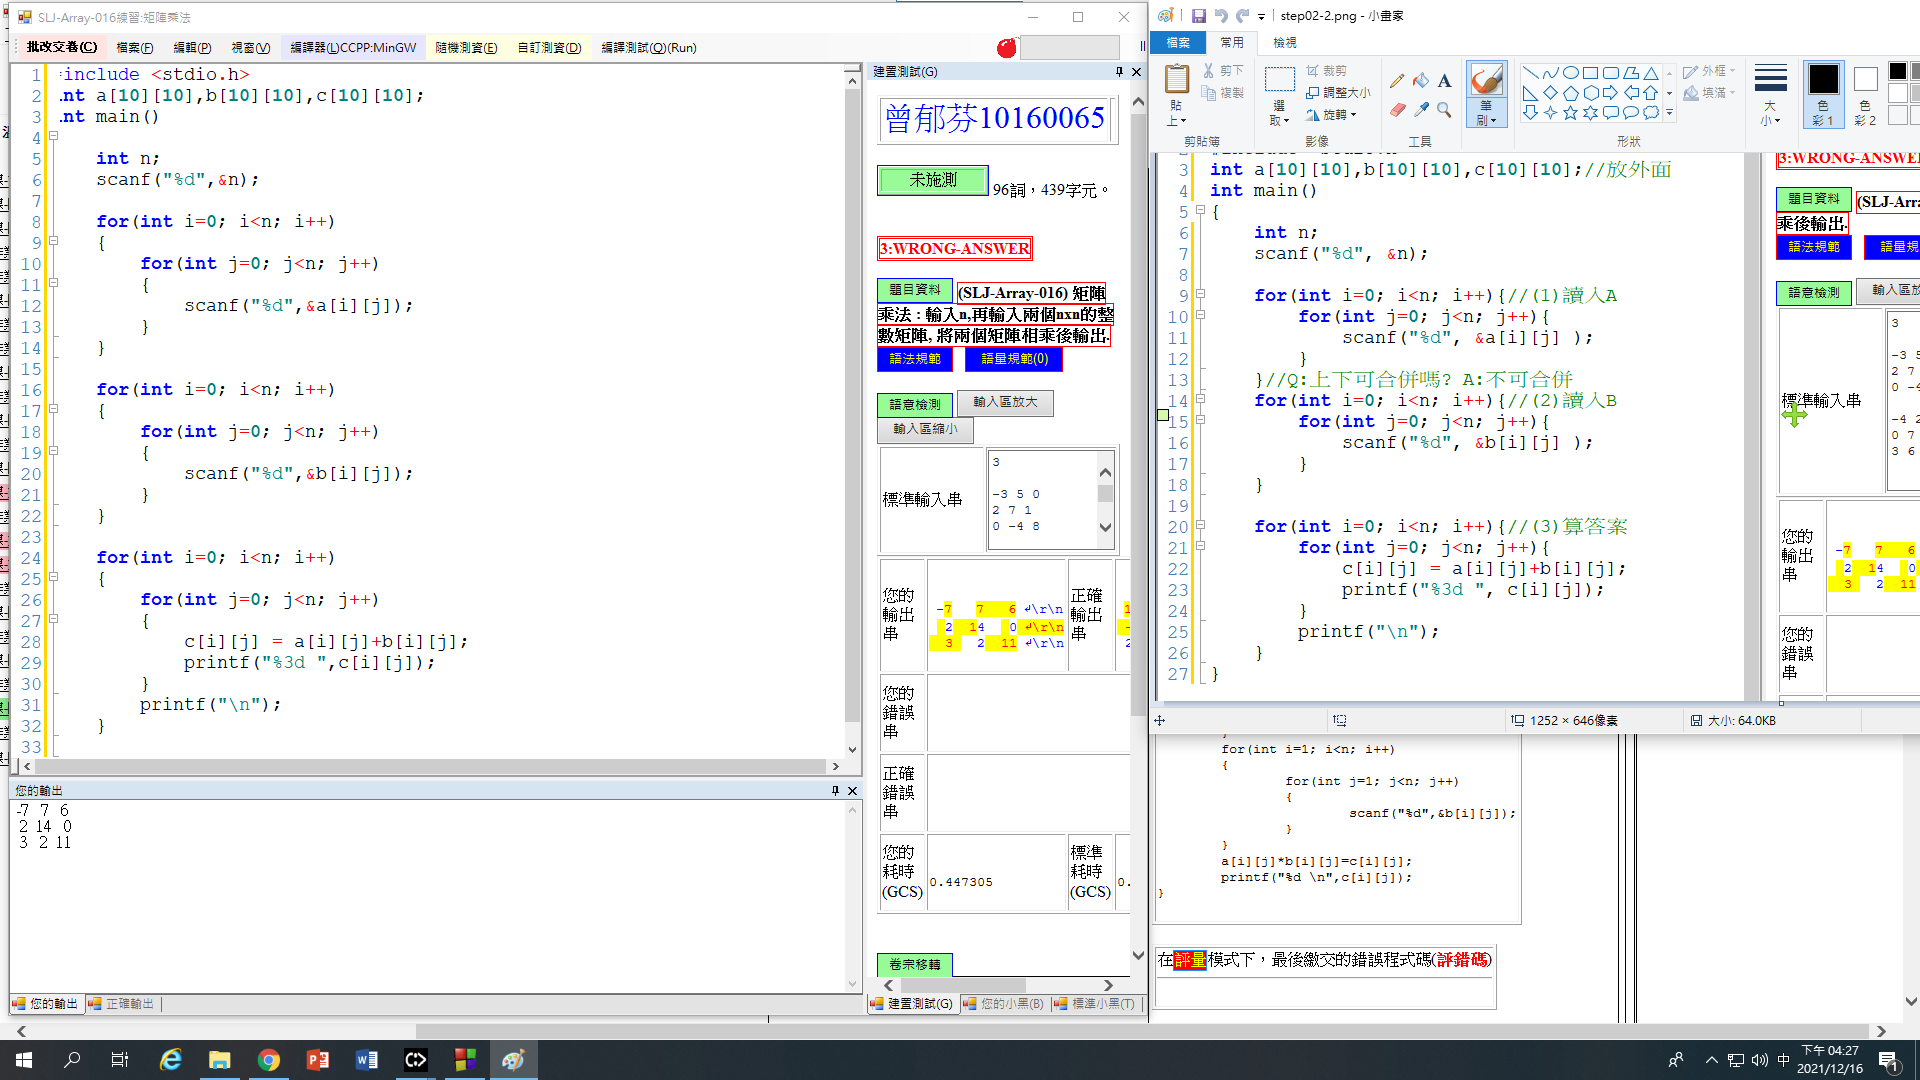 SLJ-Array-016練習:矩陣乘法
批改交卷(C) 檔案(F) 編輯(P) 視窗(V) 編譯器(L)CCPP:MinGW 隨機測資(E) 自訂測資(D) 編譯測試(Q)(Run)
1 include <stdio.h>
2 nt a[10][10],b[10][10],c[10][10];
3 nt main()
4
5 int n;
6 scanf("%d",&n);
7
8 for(int i=0; i<n; i++)
9 {
10 for(int j=0; j<n; j++)
11 {
12 scanf("%d",&a[i][j]);
13 }
14 }
15
16 for(int i=0; i<n; i++)
17 {
18 for(int j=0; j<n; j++)
19 {
20 scanf("%d",&b[i][j]);
21 }
22 }
23
24 for(int i=0; i<n; i++)
25 {
26 for(int j=0; j<n; j++)
27 {
28 c[i][j] = a[i][j]+b[i][j];
29 printf("%3d ",c[i][j]);
30 }
31 printf("\n");
32 }
33
您的輸出
-7 7 6
2 14 0
3 2 11
您的輸出 正確輸出
建置測試(G)
曾郁芬10160065
未施測 96詞，439字元。
3:WRONG-ANSWER
題目資料 (SLJ-Array-016) 矩陣
乘法 : 輸入n,再輸入兩個nxn的整
數矩陣, 將兩個矩陣相乘後輸出.
語法規範 語量規範(0)
語意檢測 輸入區放大
輸入區縮小
標準輸入串
3
-3 5 0
2 7 1
0 -4 8
您的輸出串
-7 7 6 ↲\r\n
2 14 0 ↲\r\n
3 2 11 ↲\r\n
正確輸出串
您的錯誤串
正確錯誤串
您的耗時(GCS) 0.447305 標準耗時(GCS) 0.
卷宗移轉
建置測試(G) 您的小黑(B) 標準小黑(T)
step02-2.png - 小畫家
檔案 常用 檢視
貼上 剪下 複製 剪貼簿
選取 裁剪 調整大小 旋轉 影像
工具
筆刷
形狀 外框 填滿
大小 色彩 1 色彩 2
3 int a[10][10],b[10][10],c[10][10];//放外面
4 int main()
5 {
6 int n;
7 scanf("%d", &n);
8
9 for(int i=0; i<n; i++){//(1)讀入A
10 for(int j=0; j<n; j++){
11 scanf("%d", &a[i][j] );
12 }
13 }//Q:上下可合併嗎? A:不可合併
14 for(int i=0; i<n; i++){//(2)讀入B
15 for(int j=0; j<n; j++){
16 scanf("%d", &b[i][j] );
17 }
18 }
19
20 for(int i=0; i<n; i++){//(3)算答案
21 for(int j=0; j<n; j++){
22 c[i][j] = a[i][j]+b[i][j];
23 printf("%3d ", c[i][j]);
24 }
25 printf("\n");
26 }
27 }
3:WRONG-ANSWE
題目資料 (SLJ-Arra
乘後輸出.
語法規範 語量規
語意檢測 輸入區放
標準輸入串
3
-3 5
2 7
0 -4
-4 2
0 7
3 6
您的輸出串
-7 7 6
2 14 0
3 2 11
您的錯誤串
1252 × 646像素 大小: 64.0KB
}
for(int i=1; i<n; i++)
{
for(int j=1; j<n; j++)
{
scanf("%d",&b[i][j]);
}
}
a[i][j]*b[i][j]=c[i][j];
printf("%d \n",c[i][j]);
}
在評量模式下，最後繳交的錯誤程式碼(評錯碼)
中
下午 04:27
2021/12/16
1